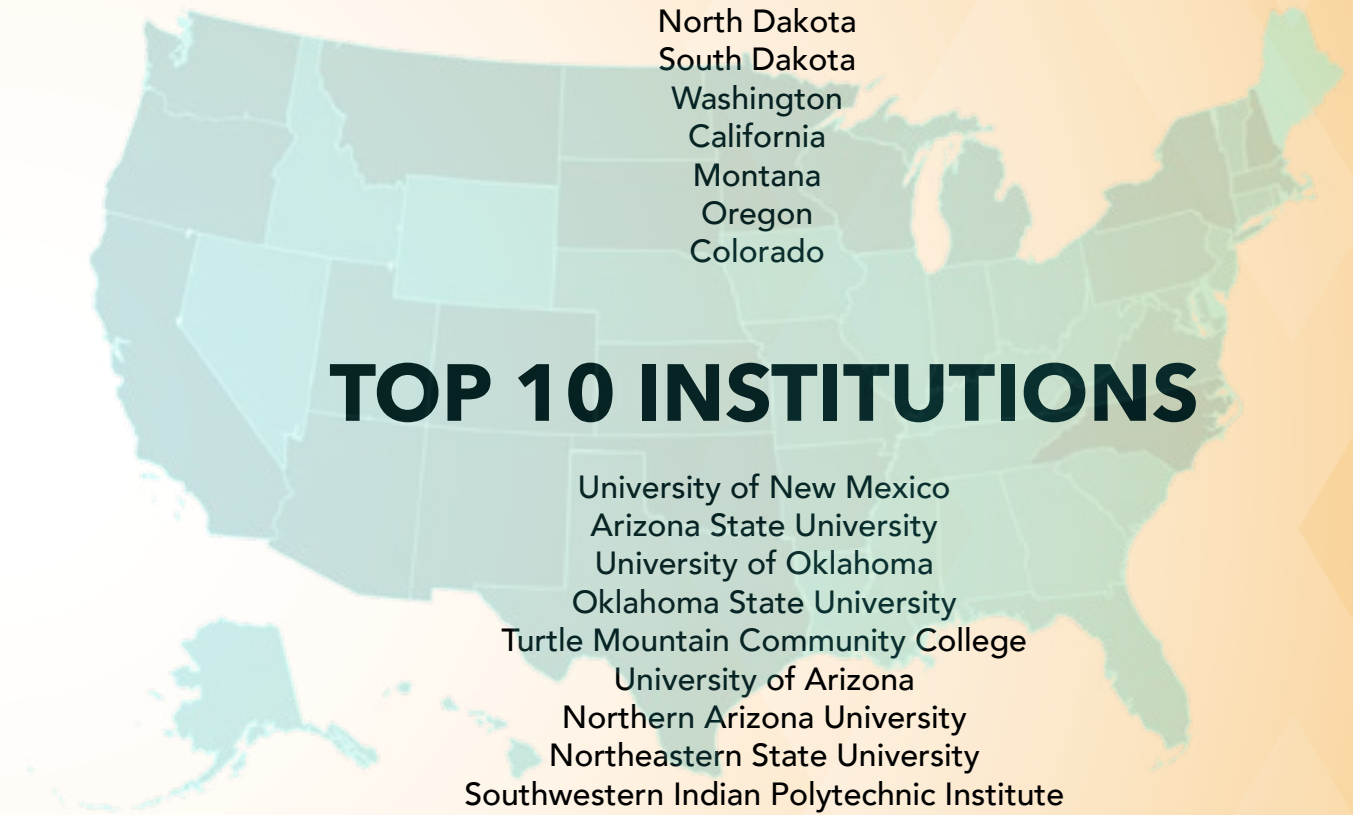 North Dakota
South Dakota
Washington
California
Montana
Oregon
Colorado
TOP 10 INSTITUTIONS
University of New Mexico
Arizona State University
University of Oklahoma
Oklahoma State University
Turtle Mountain Community College
University of Arizona
Northern Arizona University
Northeastern State University
Southwestern Indian Polytechnic Institute